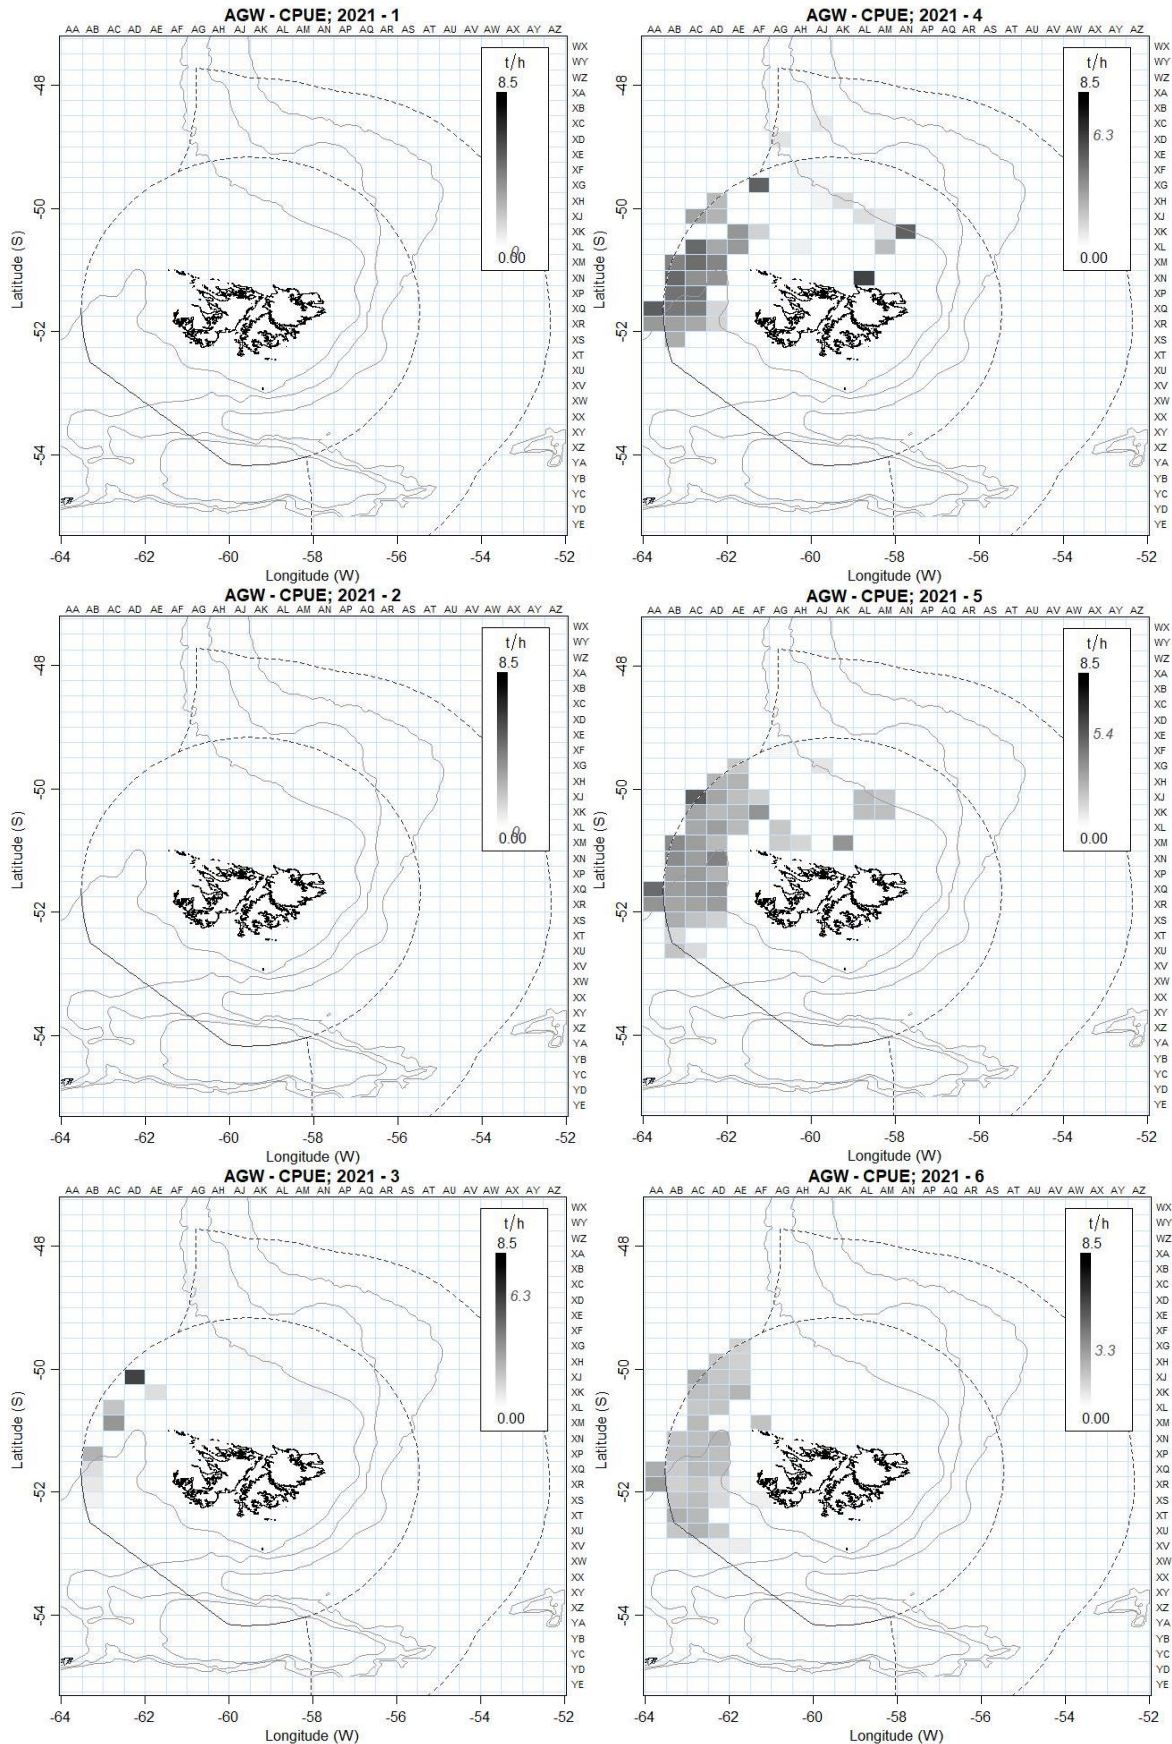 AGW - CPUE; 2021 - 1
AA AB AC AD AE AF AG AH AJ AK AL AM AN AP AQ AR AS AT AU AV AW AX AY AZ
t/h
8.5
0
0.00
WX
WY
WZ
XA
XB
XC
XD
XE
XF
XG
XH
XJ
XK
XL
XM
XN
XP
XQ
XR
XS
XT
XU
XV
XW
XX
XY
XZ
YA
YB
YC
YD
YE
Latitude (S)
-48
-50
-52
-54
-64 -62 -60 -58 -56 -54 -52
Longitude (W)
AGW - CPUE; 2021 - 4
AA AB AC AD AE AF AG AH AJ AK AL AM AN AP AQ AR AS AT AU AV AW AX AY AZ
t/h
8.5
6.3
0.00
WX
WY
WZ
XA
XB
XC
XD
XE
XF
XG
XH
XJ
XK
XL
XM
XN
XP
XQ
XR
XS
XT
XU
XV
XW
XX
XY
XZ
YA
YB
YC
YD
YE
Latitude (S)
-48
-50
-52
-54
-64 -62 -60 -58 -56 -54 -52
Longitude (W)
AGW - CPUE; 2021 - 2
AA AB AC AD AE AF AG AH AJ AK AL AM AN AP AQ AR AS AT AU AV AW AX AY AZ
t/h
8.5
0
0.00
WX
WY
WZ
XA
XB
XC
XD
XE
XF
XG
XH
XJ
XK
XL
XM
XN
XP
XQ
XR
XS
XT
XU
XV
XW
XX
XY
XZ
YA
YB
YC
YD
YE
Latitude (S)
-48
-50
-52
-54
-64 -62 -60 -58 -56 -54 -52
Longitude (W)
AGW - CPUE; 2021 - 5
AA AB AC AD AE AF AG AH AJ AK AL AM AN AP AQ AR AS AT AU AV AW AX AY AZ
t/h
8.5
5.4
0.00
WX
WY
WZ
XA
XB
XC
XD
XE
XF
XG
XH
XJ
XK
XL
XM
XN
XP
XQ
XR
XS
XT
XU
XV
XW
XX
XY
XZ
YA
YB
YC
YD
YE
Latitude (S)
-48
-50
-52
-54
-64 -62 -60 -58 -56 -54 -52
Longitude (W)
AGW - CPUE; 2021 - 3
AA AB AC AD AE AF AG AH AJ AK AL AM AN AP AQ AR AS AT AU AV AW AX AY AZ
t/h
8.5
6.3
0.00
WX
WY
WZ
XA
XB
XC
XD
XE
XF
XG
XH
XJ
XK
XL
XM
XN
XP
XQ
XR
XS
XT
XU
XV
XW
XX
XY
XZ
YA
YB
YC
YD
YE
Latitude (S)
-48
-50
-52
-54
-64 -62 -60 -58 -56 -54 -52
Longitude (W)
AGW - CPUE; 2021 - 6
AA AB AC AD AE AF AG AH AJ AK AL AM AN AP AQ AR AS AT AU AV AW AX AY AZ
t/h
8.5
3.3
0.00
WX
WY
WZ
XA
XB
XC
XD
XE
XF
XG
XH
XJ
XK
XL
XM
XN
XP
XQ
XR
XS
XT
XU
XV
XW
XX
XY
XZ
YA
YB
YC
YD
YE
Latitude (S)
-48
-50
-52
-54
-64 -62 -60 -58 -56 -54 -52
Longitude (W)